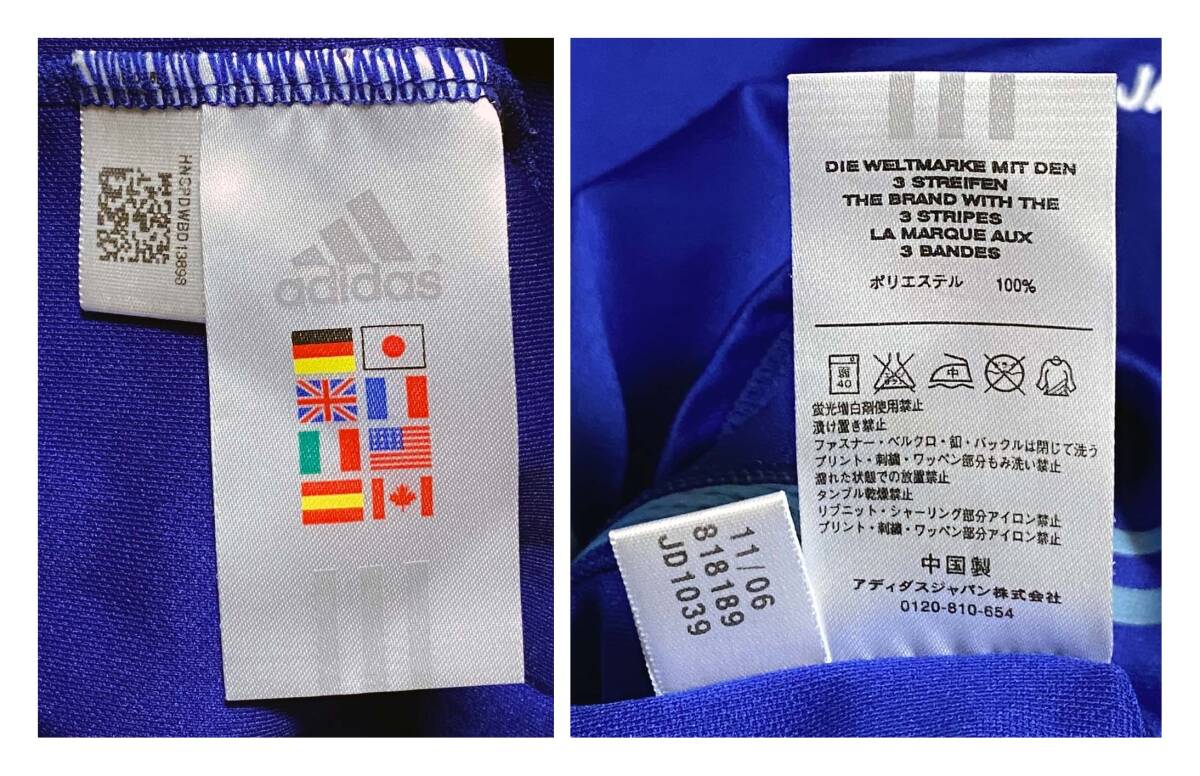 adidas
DIE WELTMARKE MIT DEN
3 STREIFEN
THE BRAND WITH THE
3 STRIPES
LA MARQUE AUX
3 BANDES
ポリエステル 100%
弱
40
中
蛍光増白剤使用禁止
漬け置き禁止
ファスナー・ベルクロ・釦・バックルは閉じて洗う
プリント・刺繍・ワッペン部分もみ洗い禁止
濡れた状態での放置禁止
タンブル乾燥禁止
リブニット・シャーリング部分アイロン禁止
プリント・刺繍・ワッペン部分アイロン禁止
中国製
アディダスジャパン株式会社
0120-810-654
11/06
818189
JD1039